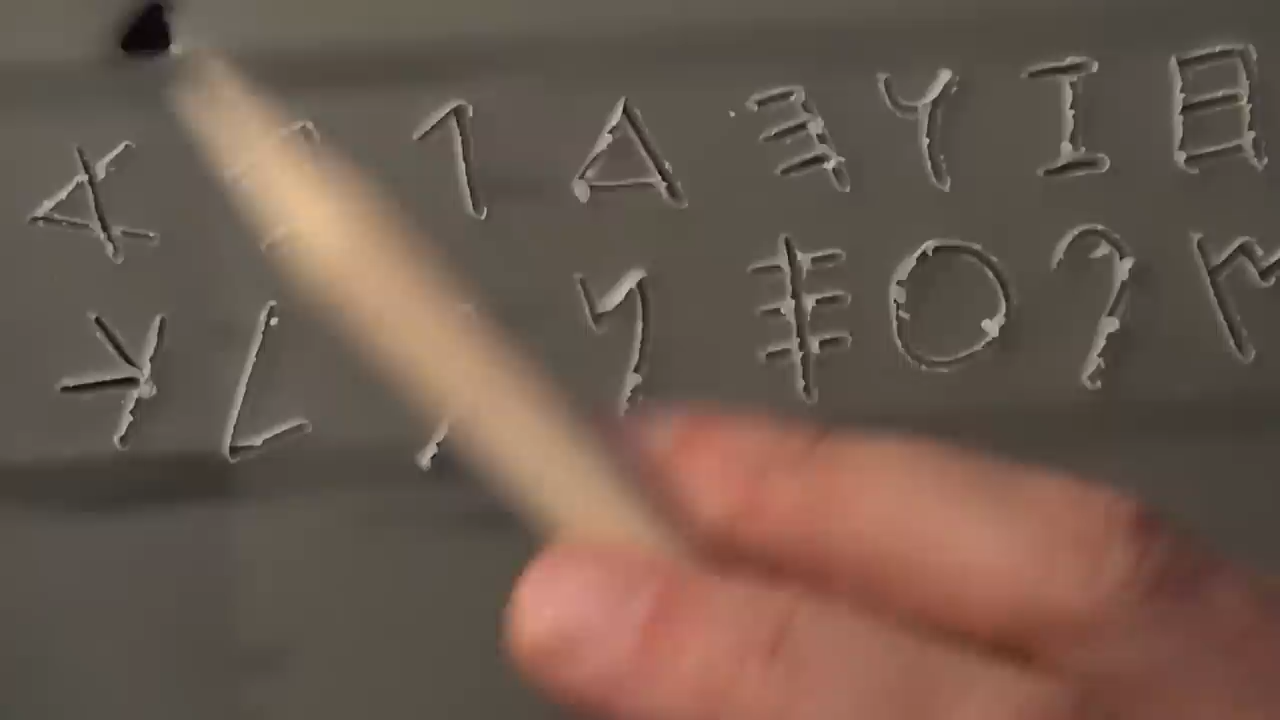 𐤀 𐤂 𐤃 𐤄 𐤅 𐤆 𐤇
𐤊 𐤋 𐤍 𐤎 𐤏 𐤐 𐤑